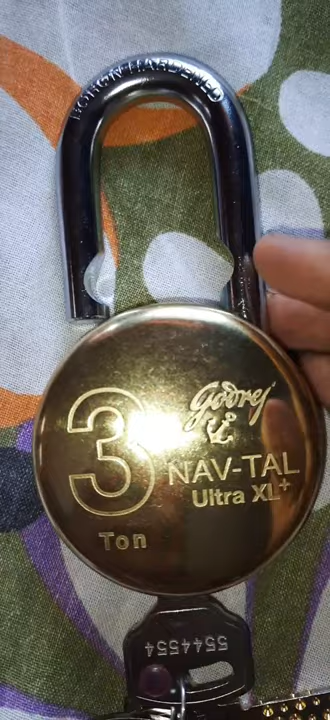 BORON HARDENED
Godrej
3
NAV-TAL
Ultra XL+
Ton
5544554